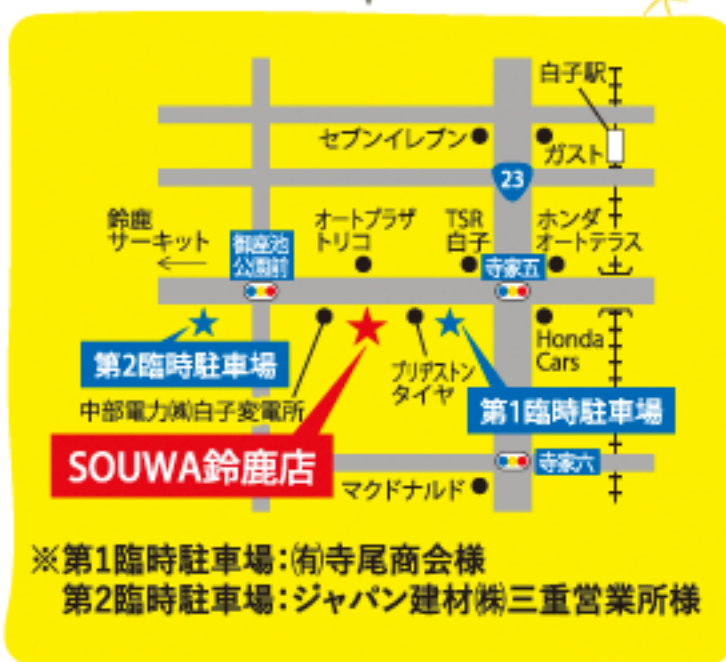 白子駅
セブンイレブン
ガスト
23
鈴鹿
サーキット
御座池
公園前
オートプラザ
トリコ
TSR
白子
寺家五
ホンダ
オートテラス
第2臨時駐車場
中部電力㈱白子変電所
ブリヂストン
タイヤ
Honda
Cars
第1臨時駐車場
SOUWA鈴鹿店
寺家六
マクドナルド
※第1臨時駐車場:㈲寺尾商会様
第2臨時駐車場:ジャパン建材㈱三重営業所様